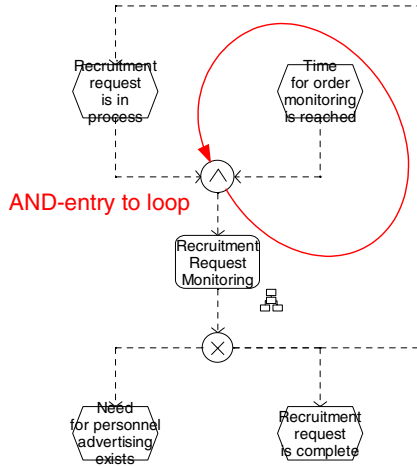 Recruitment
request
is in
process
Time
for order
monitoring
is reached
AND-entry to loop
Recruitment
Request
Monitoring
Need
for personnel
advertising
exists
Recruitment
request
is complete